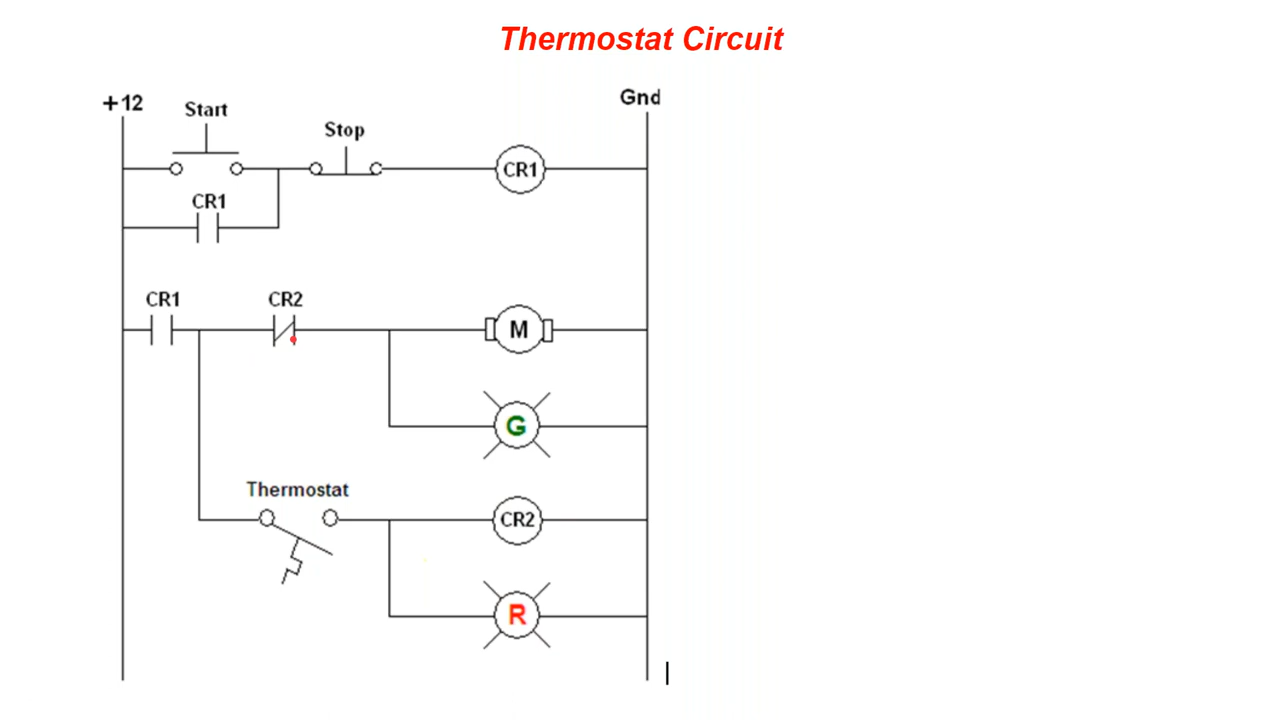 Thermostat Circuit
+12
Gnd
Start
Stop
CR1
CR1
CR1
CR2
M
G
Thermostat
CR2
R